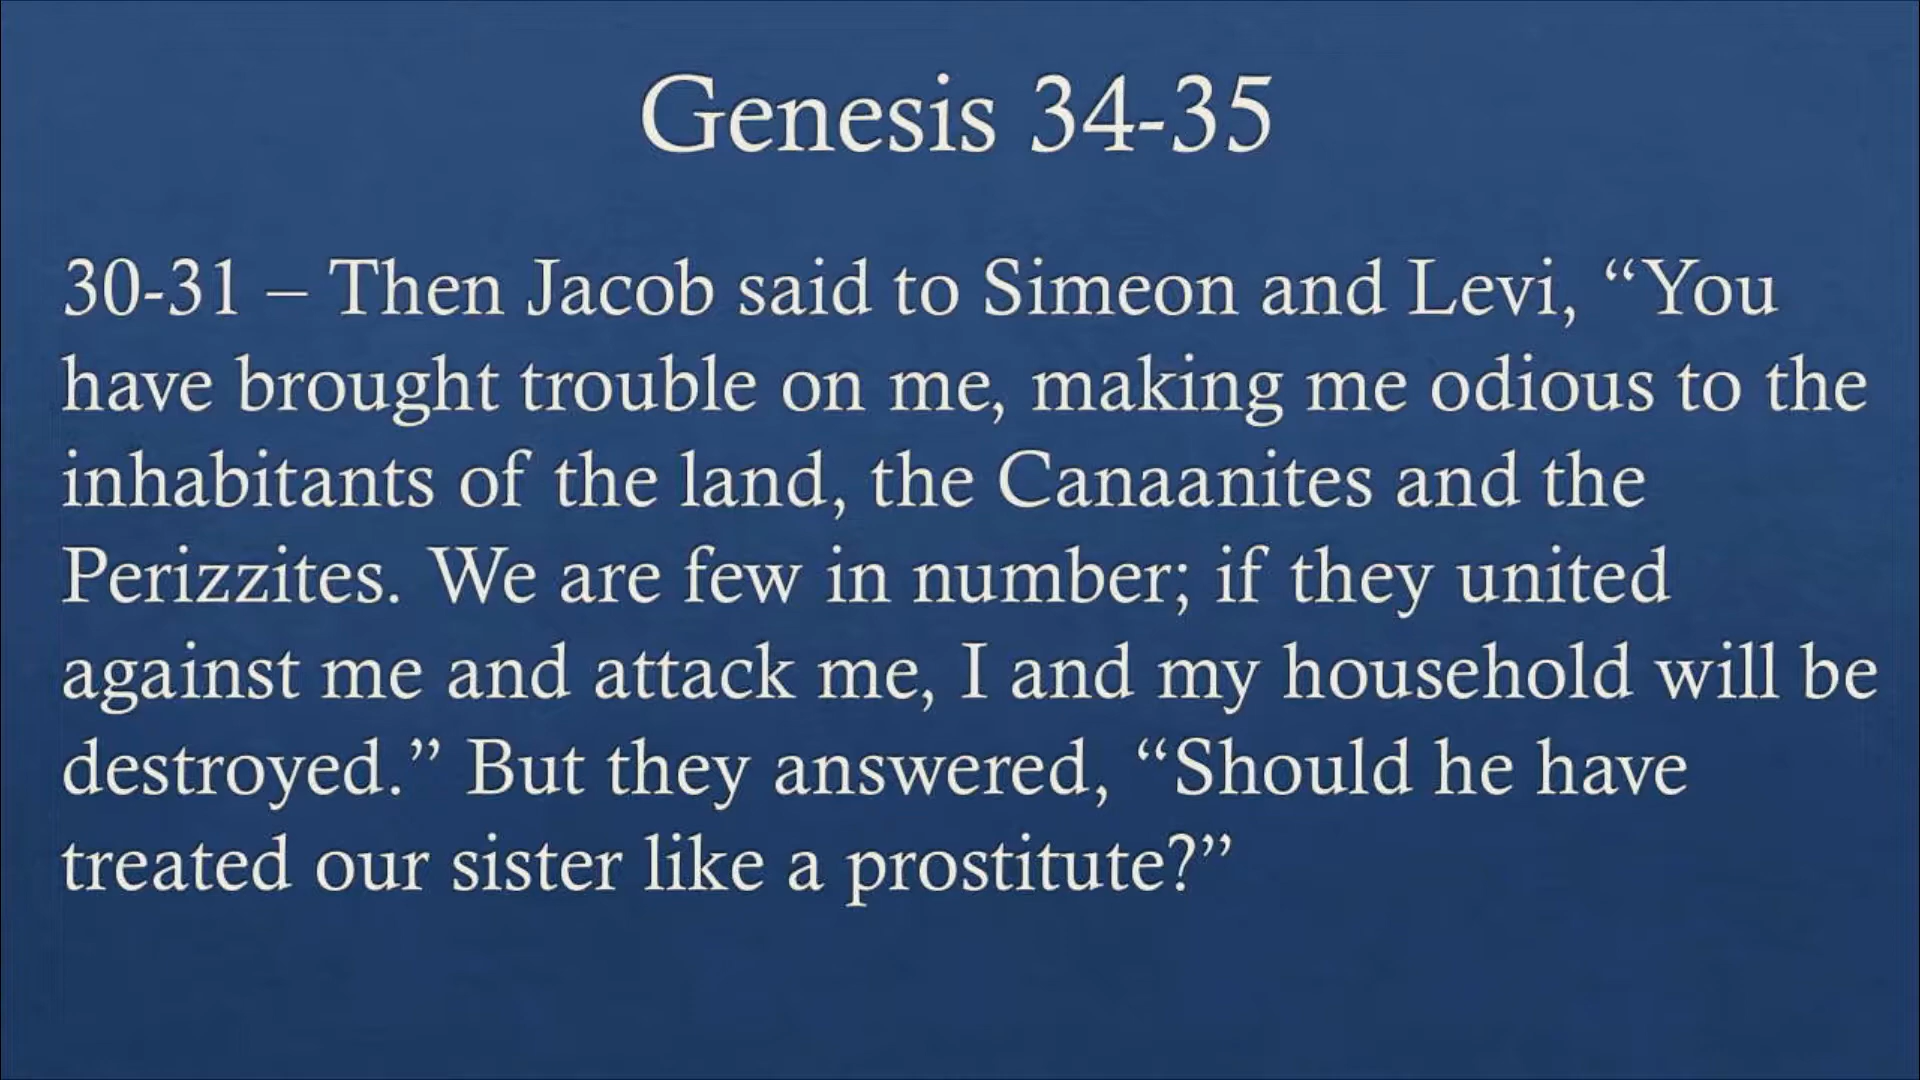 Genesis 34-35
30-31 – Then Jacob said to Simeon and Levi, “You
have brought trouble on me, making me odious to the
inhabitants of the land, the Canaanites and the
Perizzites. We are few in number; if they united
against me and attack me, I and my household will be
destroyed.” But they answered, “Should he have
treated our sister like a prostitute?”